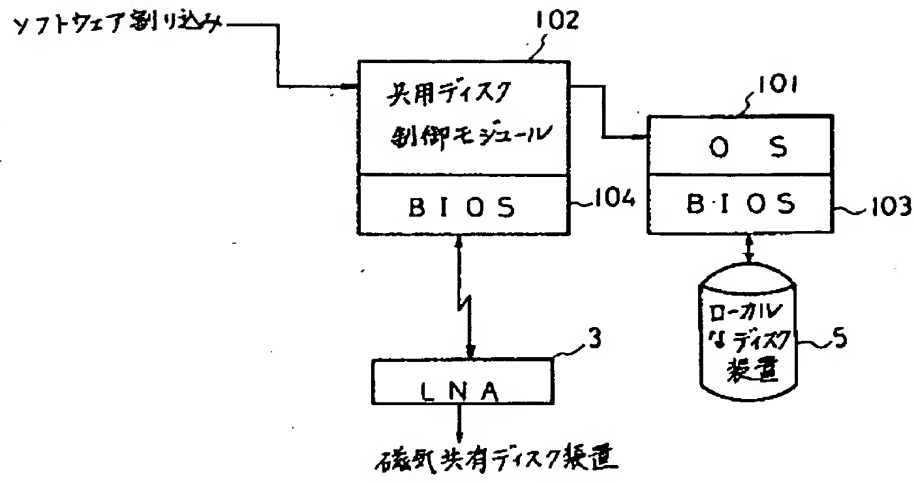 ソフトウェア割り込み
102
共用ディスク
制御モジュール
101
O S
BIOS
104
B・IOS
103
ローカル
なディスク
装置
5
3
LNA
磁気共有ディスク装置